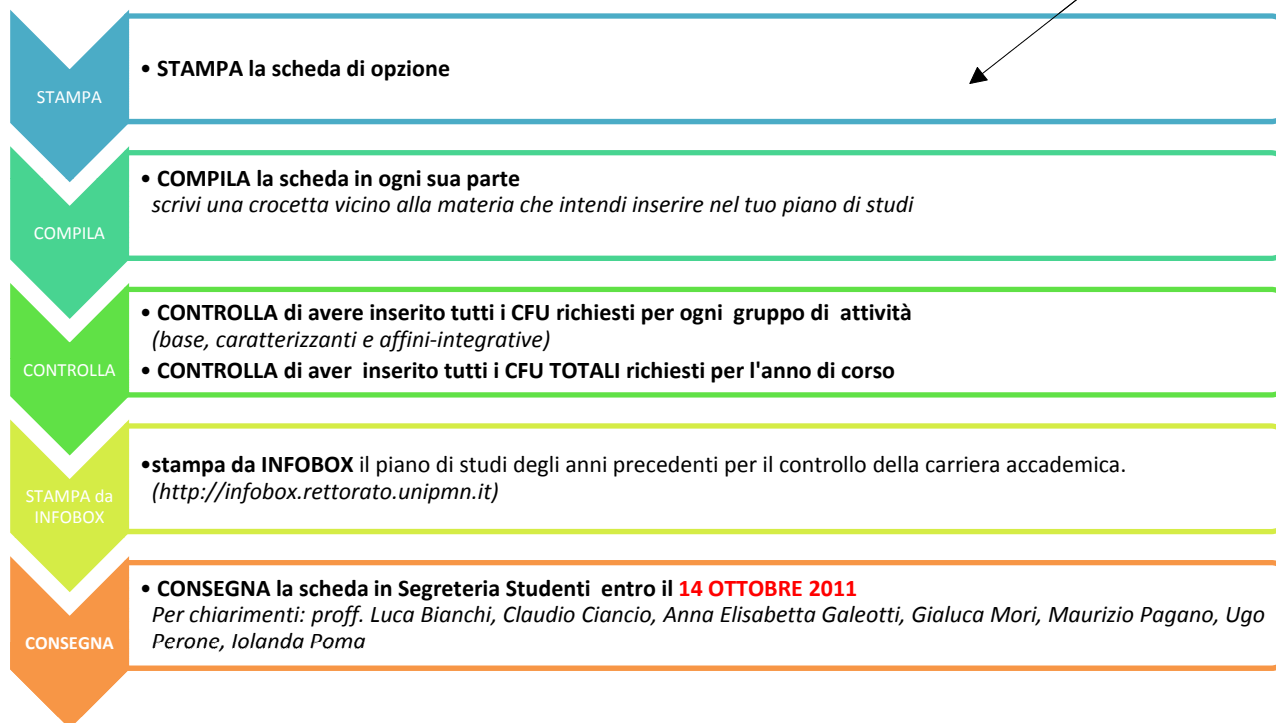 STAMPA
• STAMPA la scheda di opzione
COMPILA
• COMPILA la scheda in ogni sua parte
scrivi una crocetta vicino alla materia che intendi inserire nel tuo piano di studi
CONTROLLA
• CONTROLLA di avere inserito tutti i CFU richiesti per ogni gruppo di attività
(base, caratterizzanti e affini-integrative)
• CONTROLLA di aver inserito tutti i CFU TOTALI richiesti per l'anno di corso
STAMPA da
INFOBOX
•stampa da INFOBOX il piano di studi degli anni precedenti per il controllo della carriera accademica.
(http://infobox.rettorato.unipmn.it)
CONSEGNA
• CONSEGNA la scheda in Segreteria Studenti entro il 14 OTTOBRE 2011
Per chiarimenti: proff. Luca Bianchi, Claudio Ciancio, Anna Elisabetta Galeotti, Gialuca Mori, Maurizio Pagano, Ugo
Perone, Iolanda Poma